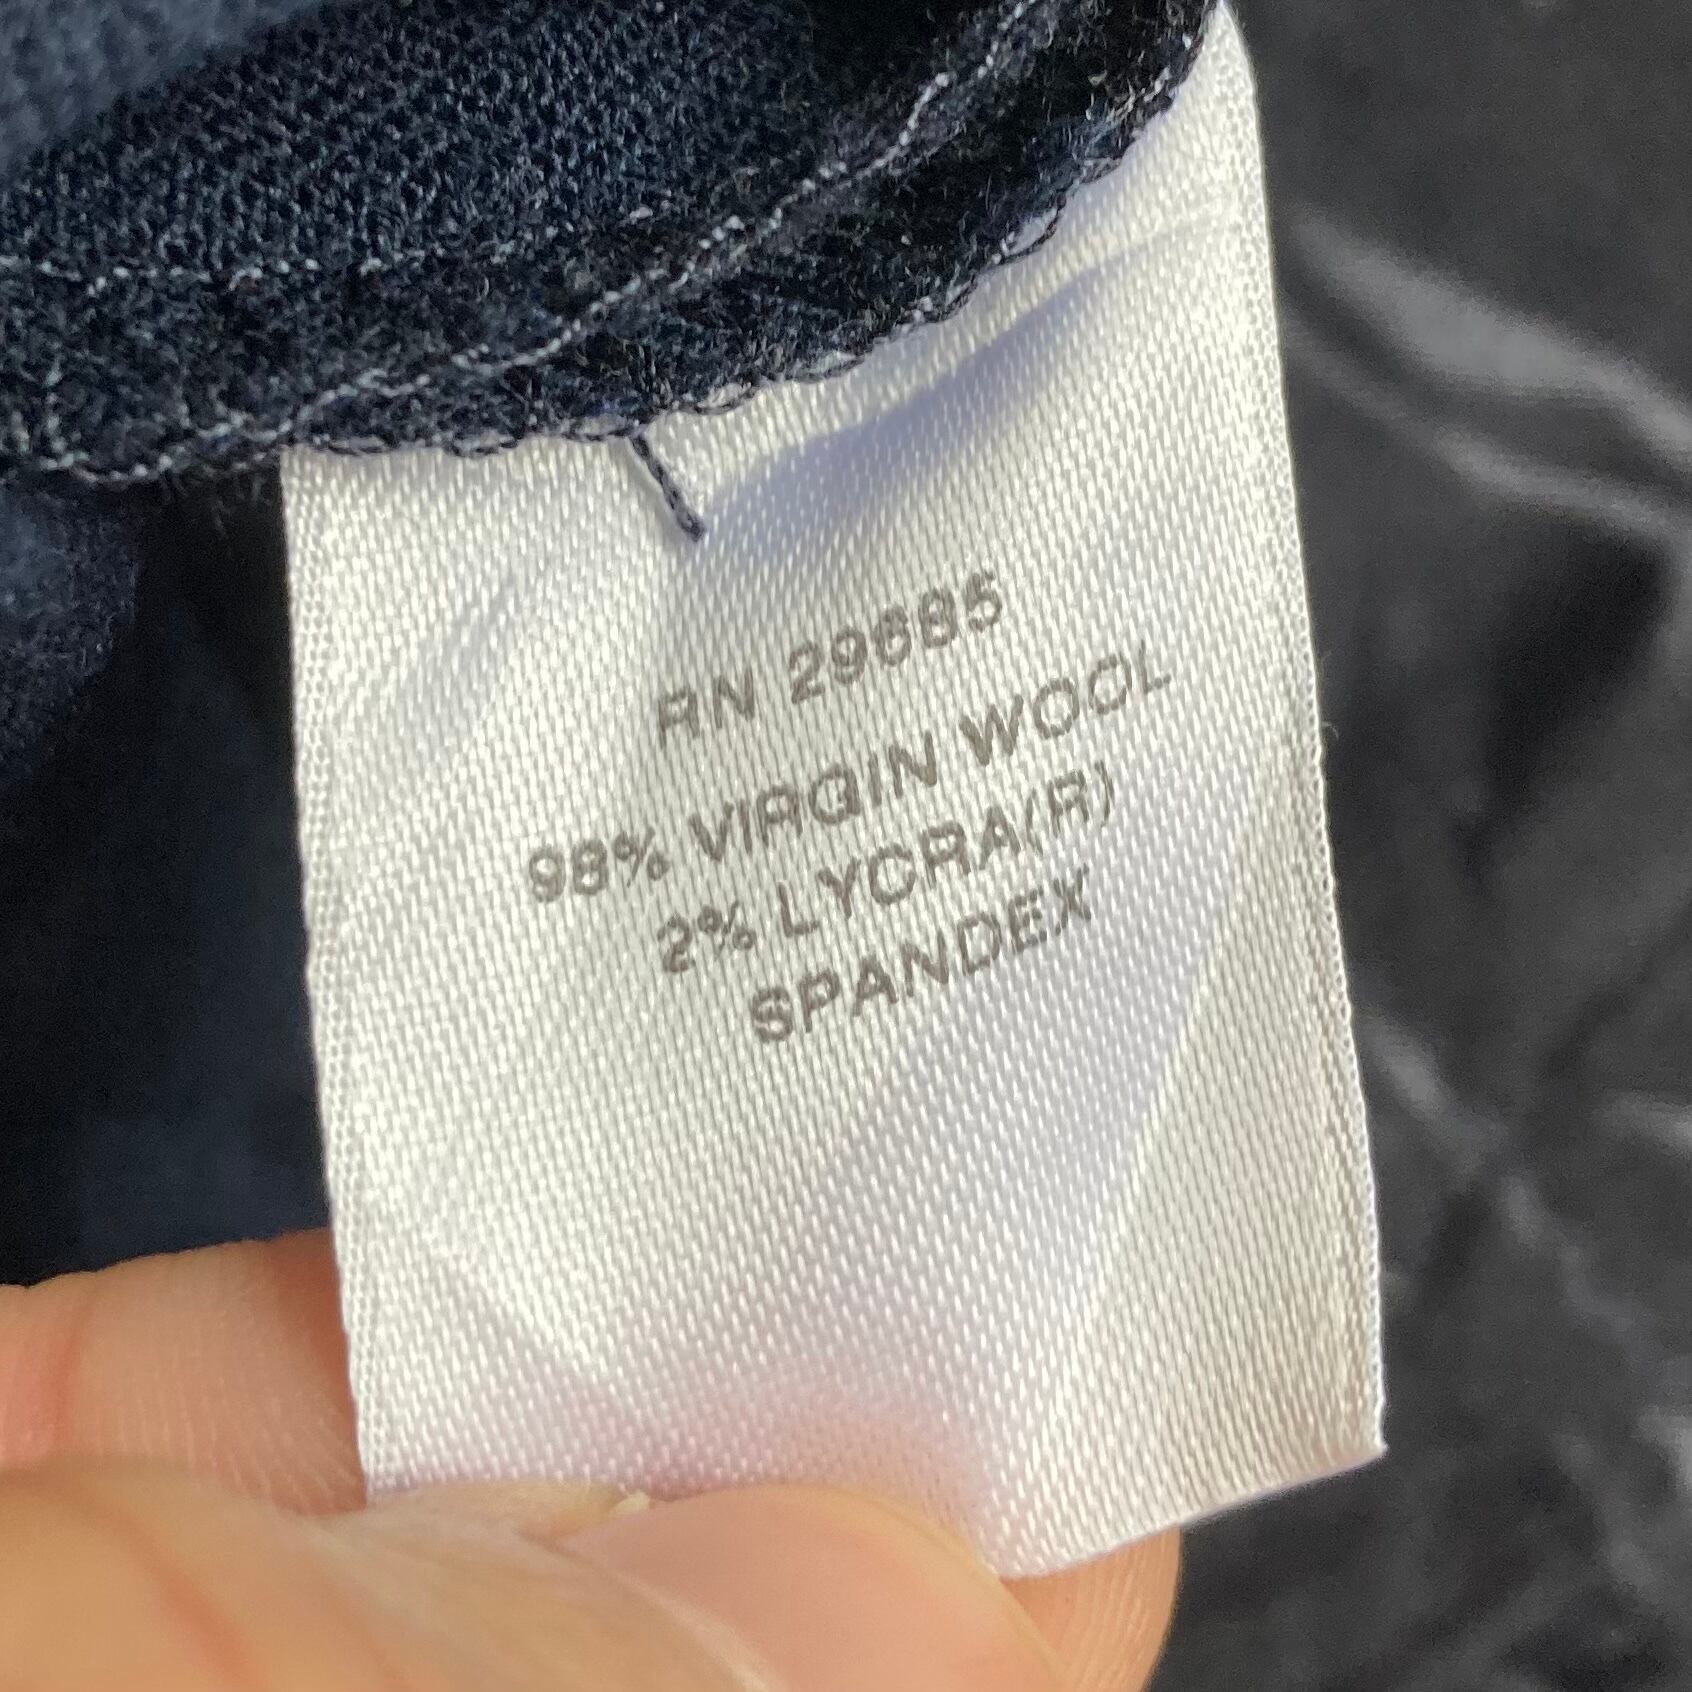 RN 29685
98% VIRGIN WOOL
2% LYCRA(R)
SPANDEX